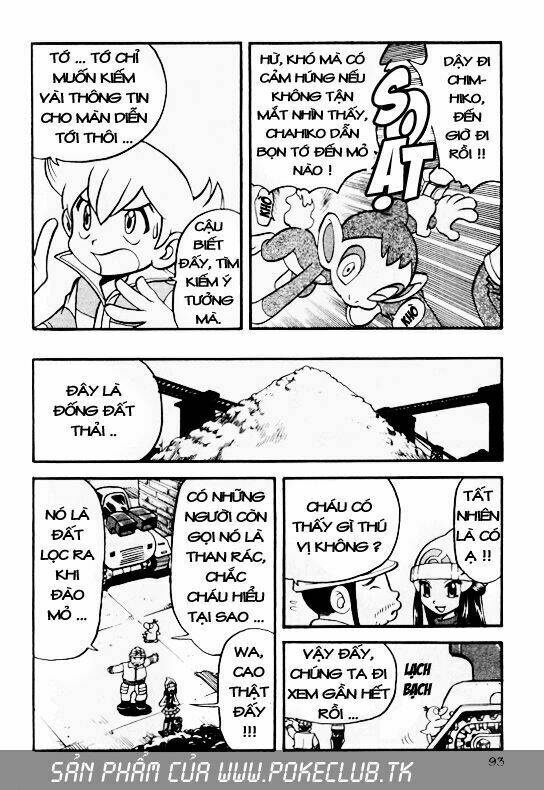 TỚ ... TỚ CHỈ
MUỐN KIẾM
VÀI THÔNG TIN
CHO MÀN DIỄN
TỚI THÔI ...
CẬU BIẾT
ĐẤY, TÌM
KIẾM Ý
TƯỞNG
MÀ.
HỪ, KHÓ MÀ CÓ
CẢM HỨNG NẾU
KHÔNG TẬN
MẮT NHÌN THẤY,
CHAHIKO DẪN
BỌN TỚ ĐẾN MỎ
NÀO !
SOẠT
DẬY ĐI
CHIM-
HIKO,
ĐẾN
GIỜ ĐI
RỒI !!
KHÒ
KHÒ
ĐÂY LÀ
ĐỐNG ĐẤT
THẢI ..
NÓ LÀ
ĐẤT
LỌC RA
KHI
ĐÀO
MỎ ...
CÓ NHỮNG
NGƯỜI CÒN
GỌI NÓ LÀ
THAN RÁC,
CHẮC
CHÁU HIỂU
TẠI SAO ...
WA,
CAO
THẬT
ĐẤY
!!!
CHÁU CÓ
THẤY GÌ THÚ
VỊ KHÔNG ?
TẤT
NHIÊN
LÀ CÓ
Ạ !!
VẬY ĐẤY,
CHÚNG TA ĐI
XEM GẦN HẾT
RỒI ...
LẠCH
BẠCH
93
SẢN PHẨM CỦA WWW.POKECLUB.TK